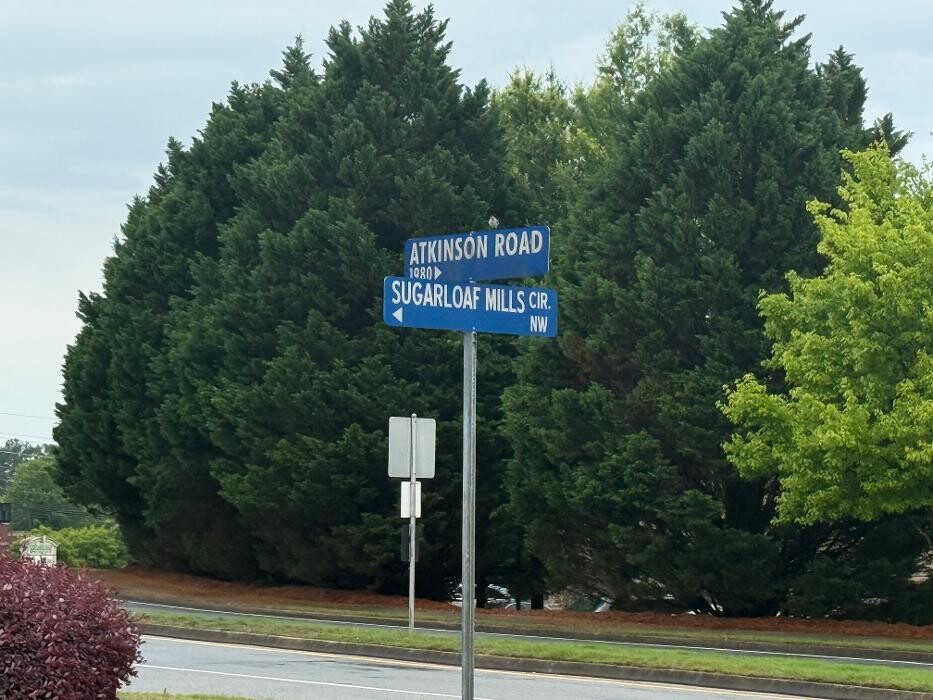 ATKINSON ROAD
1980
SUGARLOAF MILLS CIR.
NW